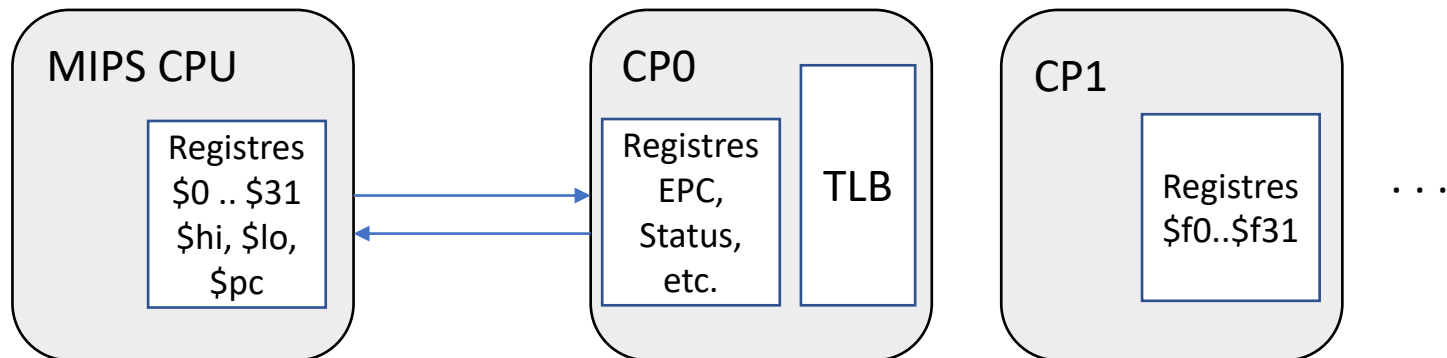 MIPS CPU
Registres
$0 .. $31
$hi, $lo,
$pc
CP0
Registres
EPC,
Status,
etc.
TLB
CP1
Registres
$f0..$f31
. . .